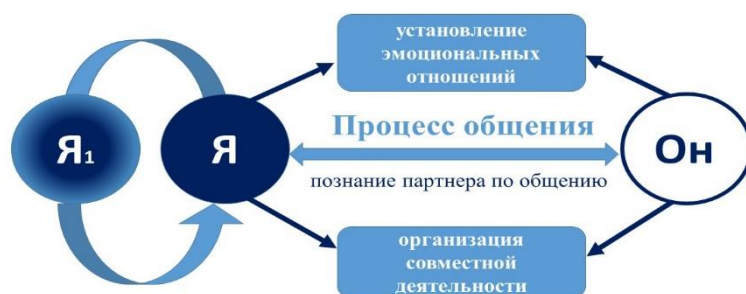 установление
эмоциональных
отношений
Я₁
Я
Процесс общения
Он
познание партнера по общению
организация
совместной
деятельности